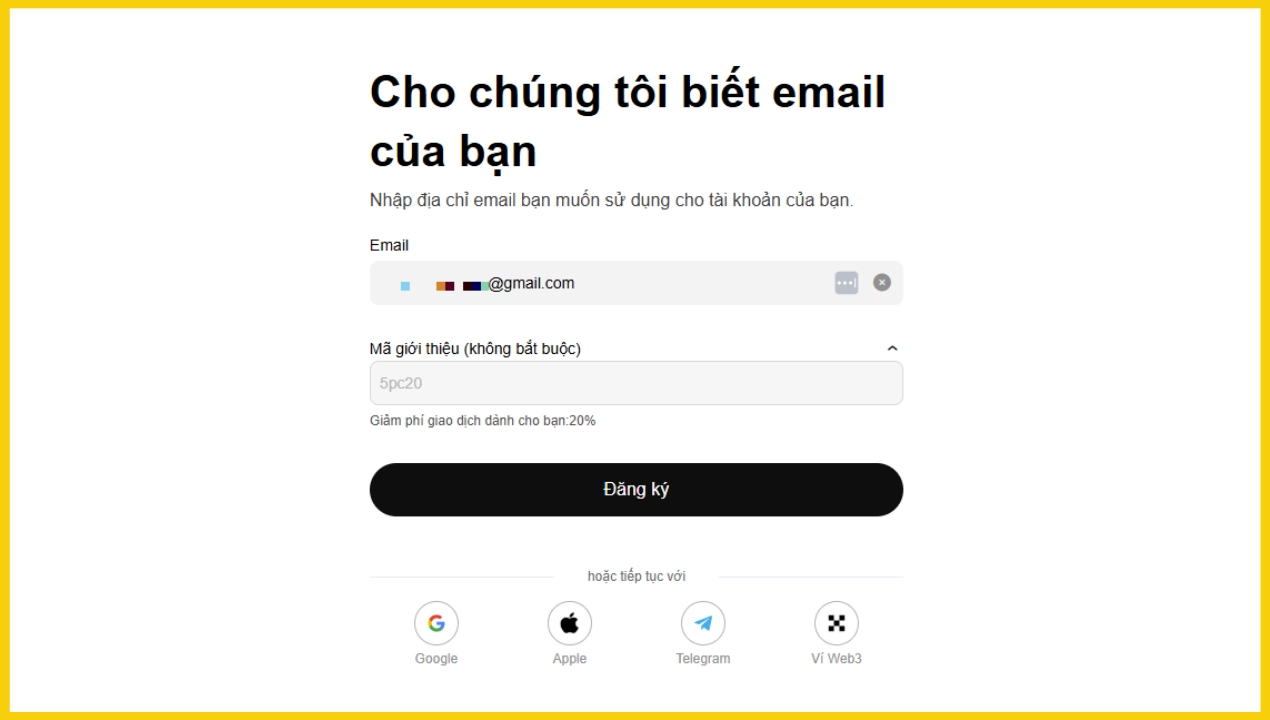 Cho chúng tôi biết email
của bạn
Nhập địa chỉ email bạn muốn sử dụng cho tài khoản của bạn.
Email
@gmail.com
Mã giới thiệu (không bắt buộc)
5pc20
Giảm phí giao dịch dành cho bạn:20%
Đăng ký
hoặc tiếp tục với
Google
Apple
Telegram
Ví Web3